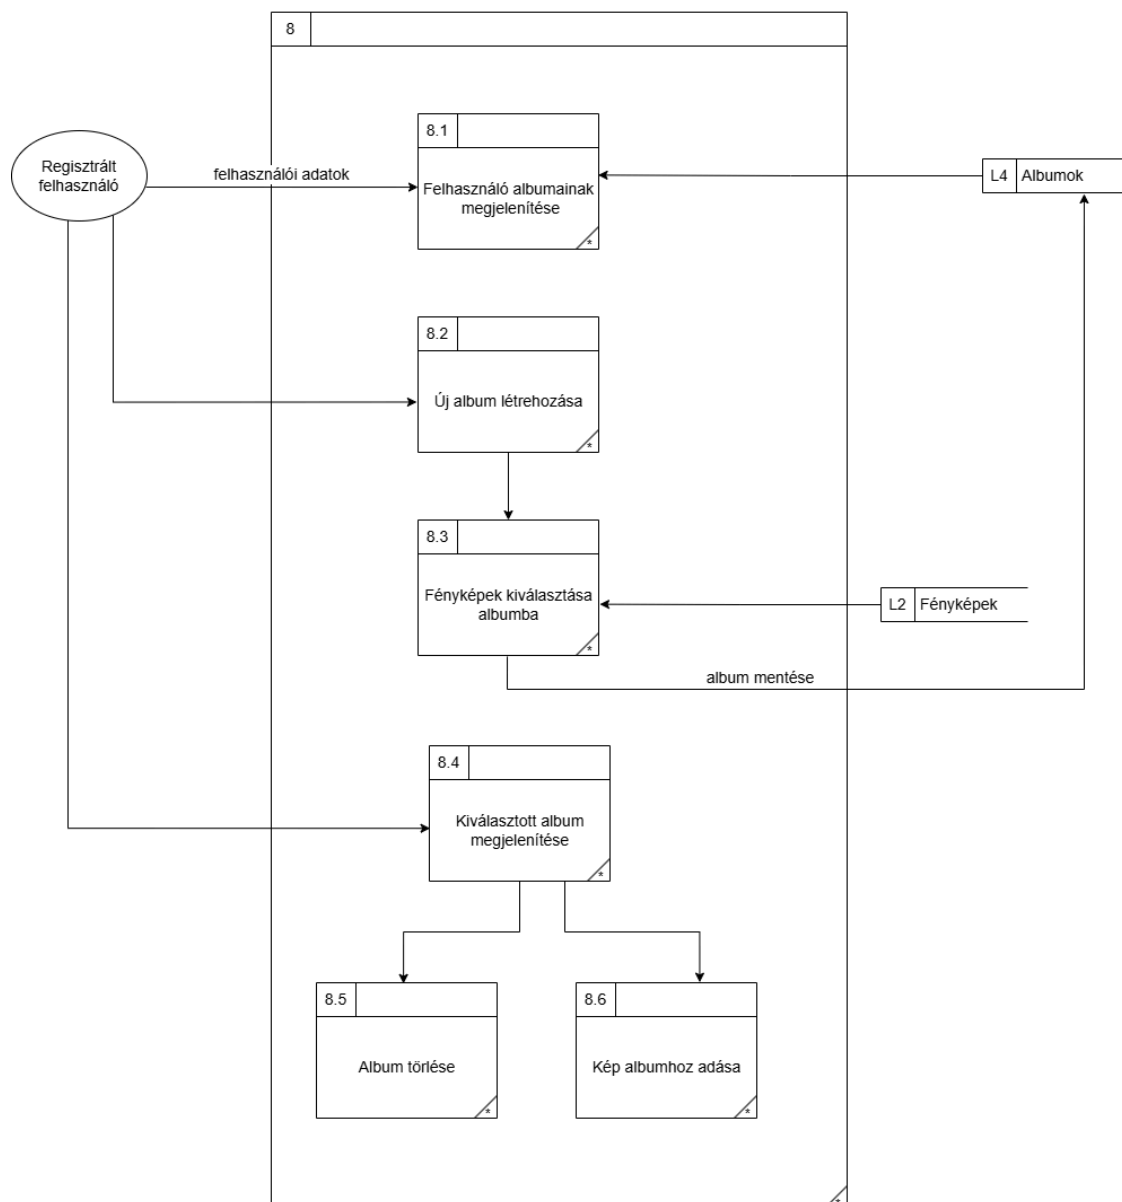 8
8.1
Regisztrált
felhasználó
felhasználói adatok
Felhasználó albumainak
megjelenítése
*
L4
Albumok
8.2
Új album létrehozása
*
8.3
Fényképek kiválasztása
albumba
*
L2
Fényképek
album mentése
8.4
Kiválasztott album
megjelenítése
*
8.5
Album törlése
*
8.6
Kép albumhoz adása
*
*